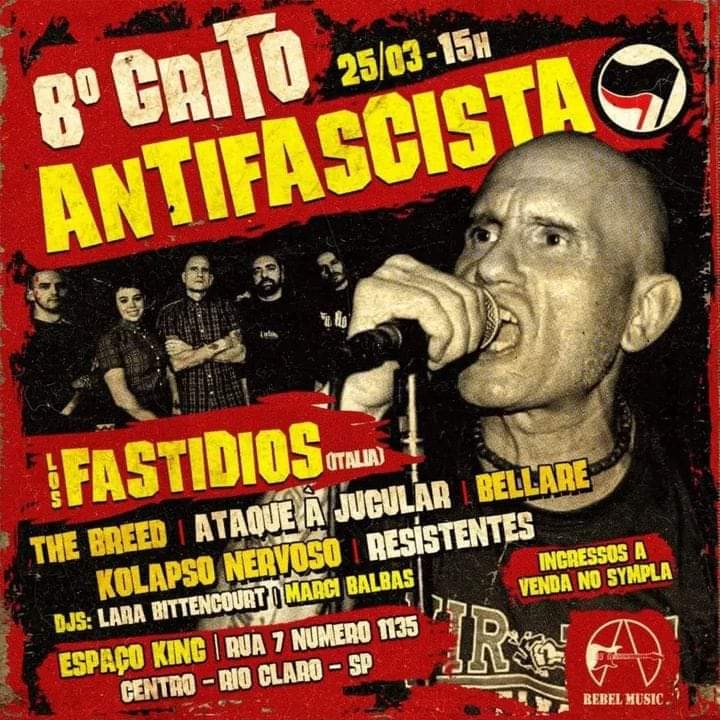 8º GRITO
25/03 - 15H
ANTIFASCISTA
LOS FASTIDIOS (ITALIA)
THE BREED | ATAQUE À JUGULAR | BELLARE
KOLAPSO NERVOSO | RESISTENTES
DJS: LARA BITTENCOURT | MARCI BALBAS
INGRESSOS A
VENDA NO SYMPLA
ESPAÇO KING | RUA 7 NUMERO 1135
CENTRO - RIO CLARO - SP
REBEL MUSIC